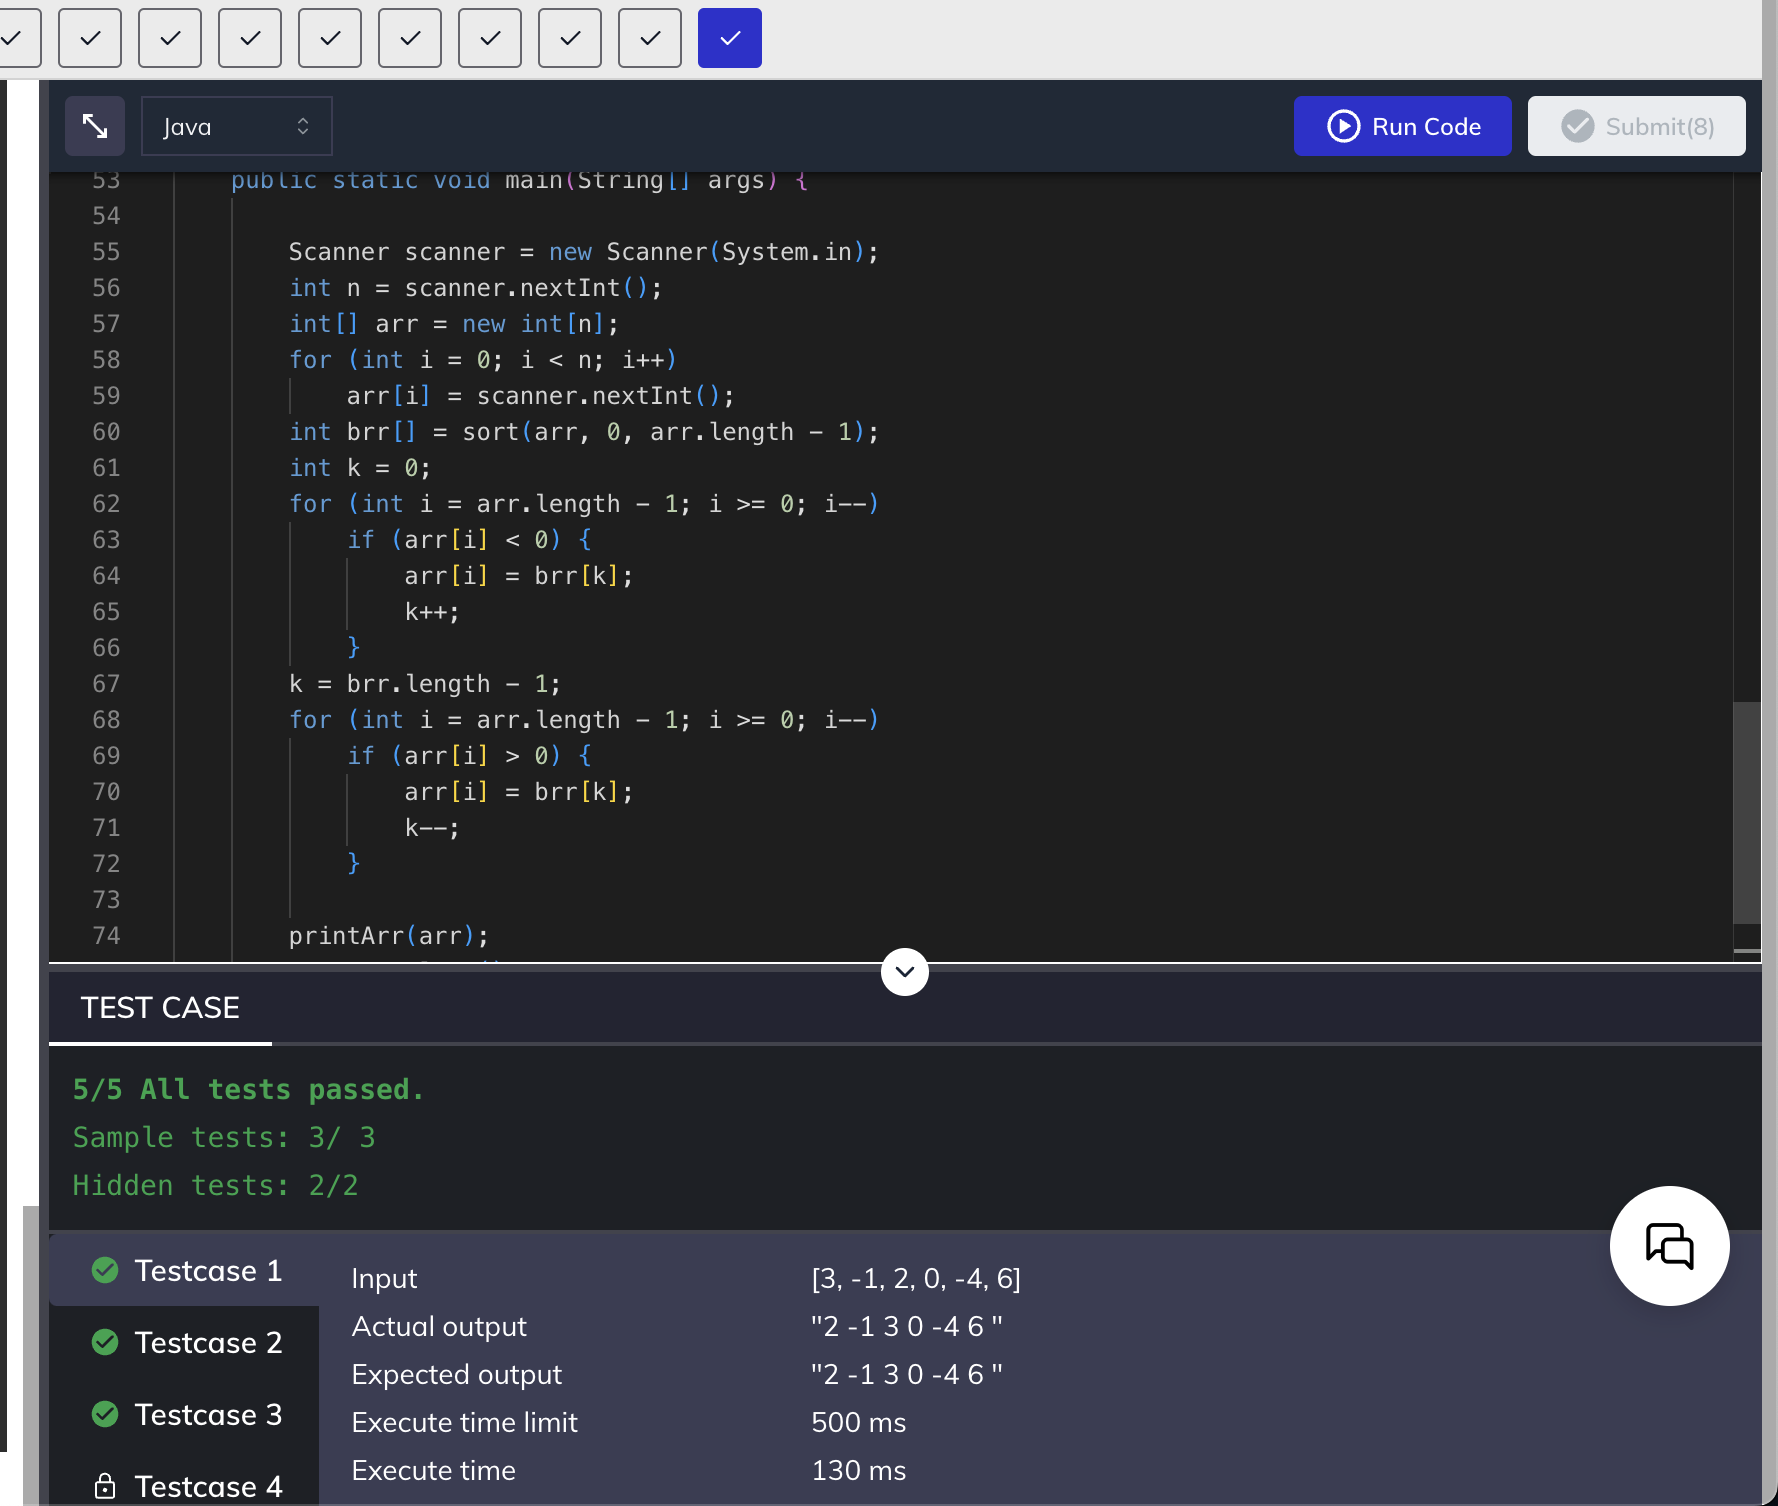 Java
Run Code
Submit(8)
53 public static void main(String[] args) {
54
55 Scanner scanner = new Scanner(System.in);
56 int n = scanner.nextInt();
57 int[] arr = new int[n];
58 for (int i = 0; i < n; i++)
59 arr[i] = scanner.nextInt();
60 int brr[] = sort(arr, 0, arr.length - 1);
61 int k = 0;
62 for (int i = arr.length - 1; i >= 0; i--)
63 if (arr[i] < 0) {
64 arr[i] = brr[k];
65 k++;
66 }
67 k = brr.length - 1;
68 for (int i = arr.length - 1; i >= 0; i--)
69 if (arr[i] > 0) {
70 arr[i] = brr[k];
71 k--;
72 }
73
74 printArr(arr);
TEST CASE
5/5 All tests passed.
Sample tests: 3/ 3
Hidden tests: 2/2
Testcase 1
Testcase 2
Testcase 3
Testcase 4
Input [3, -1, 2, 0, -4, 6]
Actual output "2 -1 3 0 -4 6 "
Expected output "2 -1 3 0 -4 6 "
Execute time limit 500 ms
Execute time 130 ms